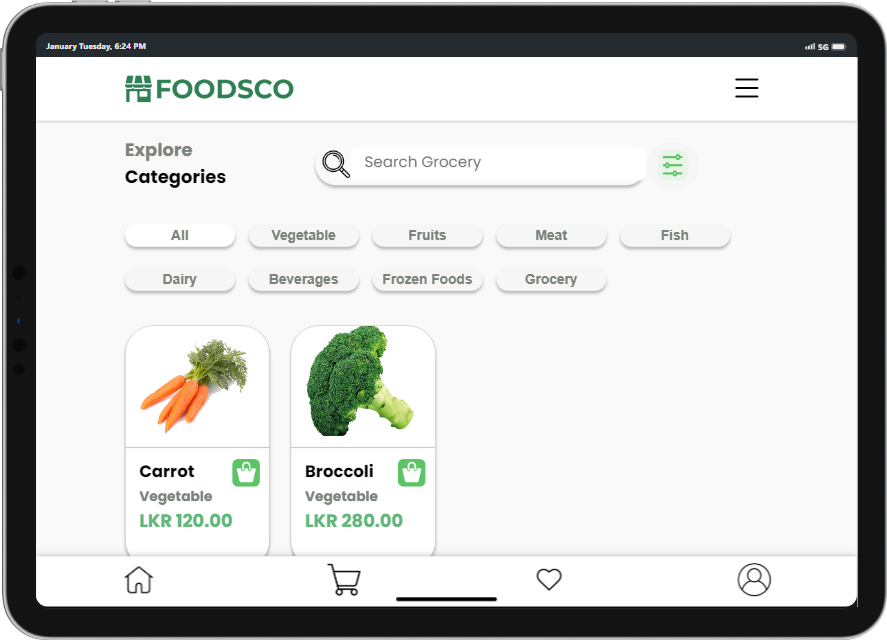 January Tuesday, 6:24 PM
5G
FOODSCO
Explore
Categories
Search Grocery
All
Vegetable
Fruits
Meat
Fish
Dairy
Beverages
Frozen Foods
Grocery
Carrot
Vegetable
LKR 120.00
Broccoli
Vegetable
LKR 280.00